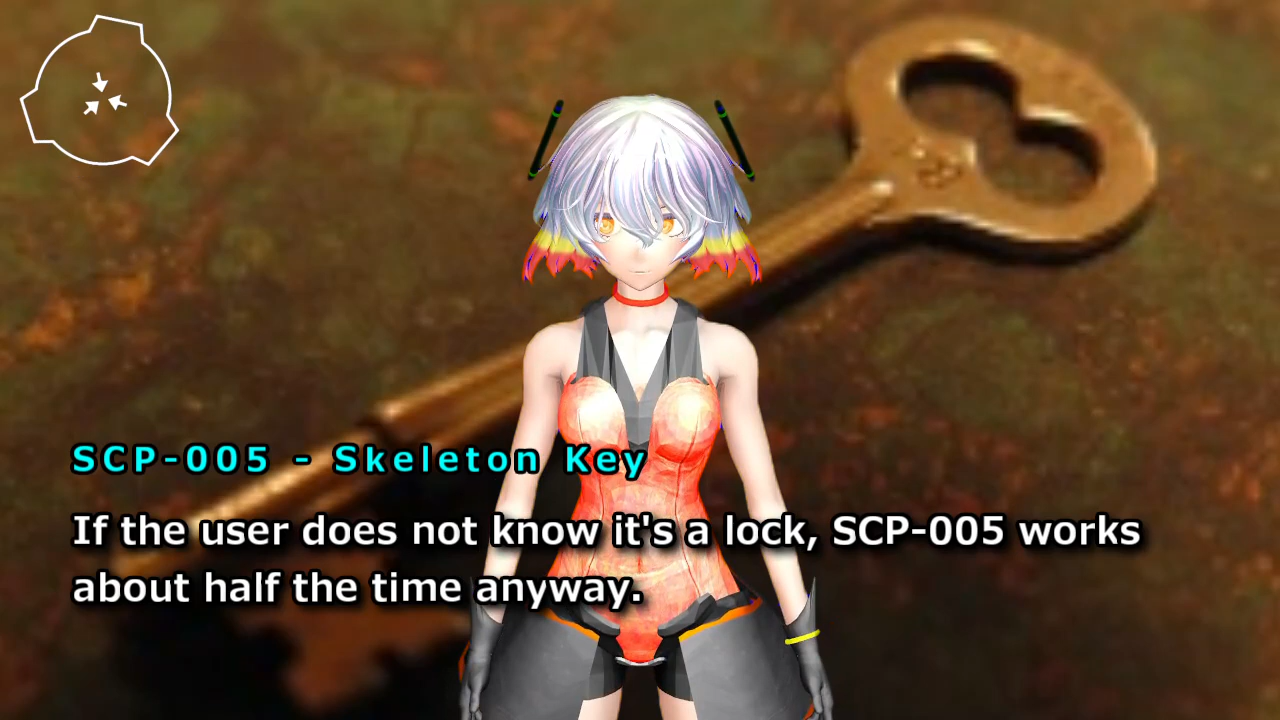 SCP-005 - Skeleton Key
If the user does not know it's a lock, SCP-005 works
about half the time anyway.